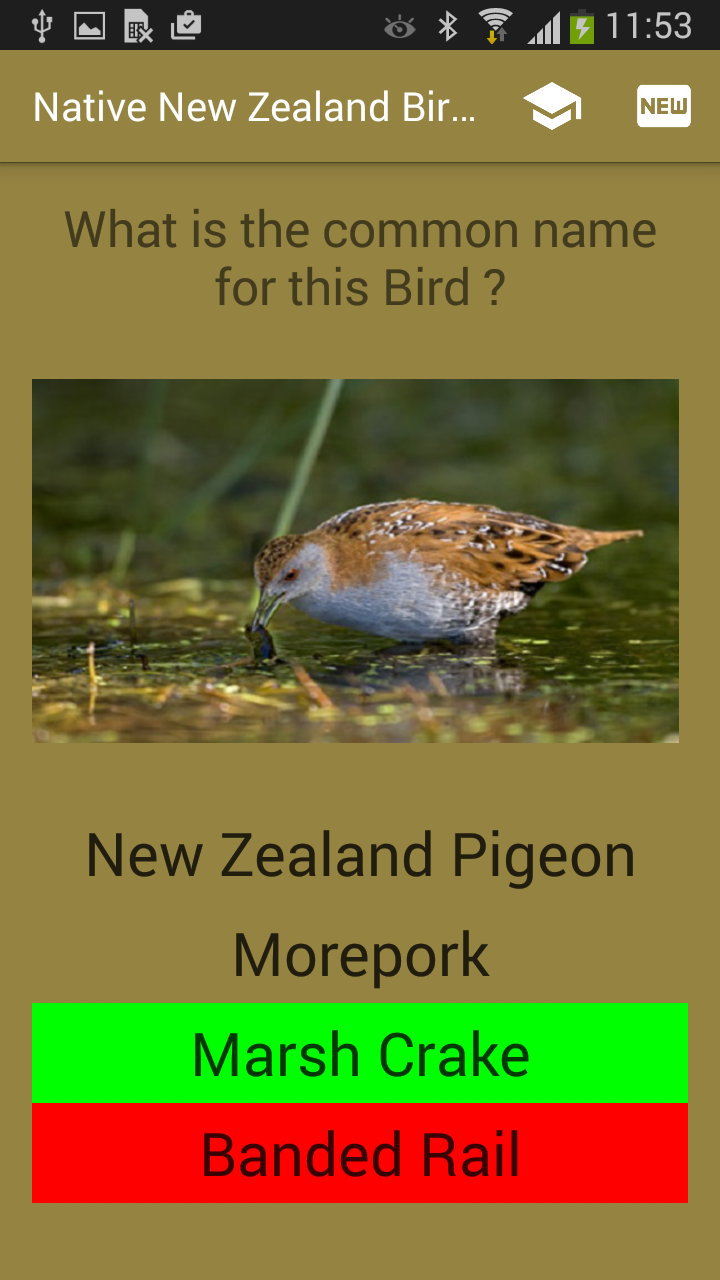 11:53
Native New Zealand Bir...
NEW
What is the common name
for this Bird ?
New Zealand Pigeon
Morepork
Marsh Crake
Banded Rail